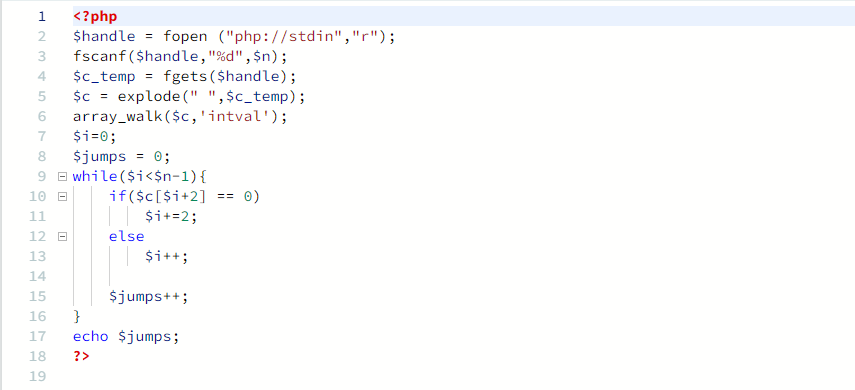 1 <?php
2 $handle = fopen ("php://stdin","r");
3 fscanf($handle,"%d",$n);
4 $c_temp = fgets($handle);
5 $c = explode(" ",$c_temp);
6 array_walk($c,'intval');
7 $i=0;
8 $jumps = 0;
9 while($i<$n-1){
10     if($c[$i+2] == 0)
11         $i+=2;
12     else
13         $i++;
14
15     $jumps++;
16 }
17 echo $jumps;
18 ?>
19